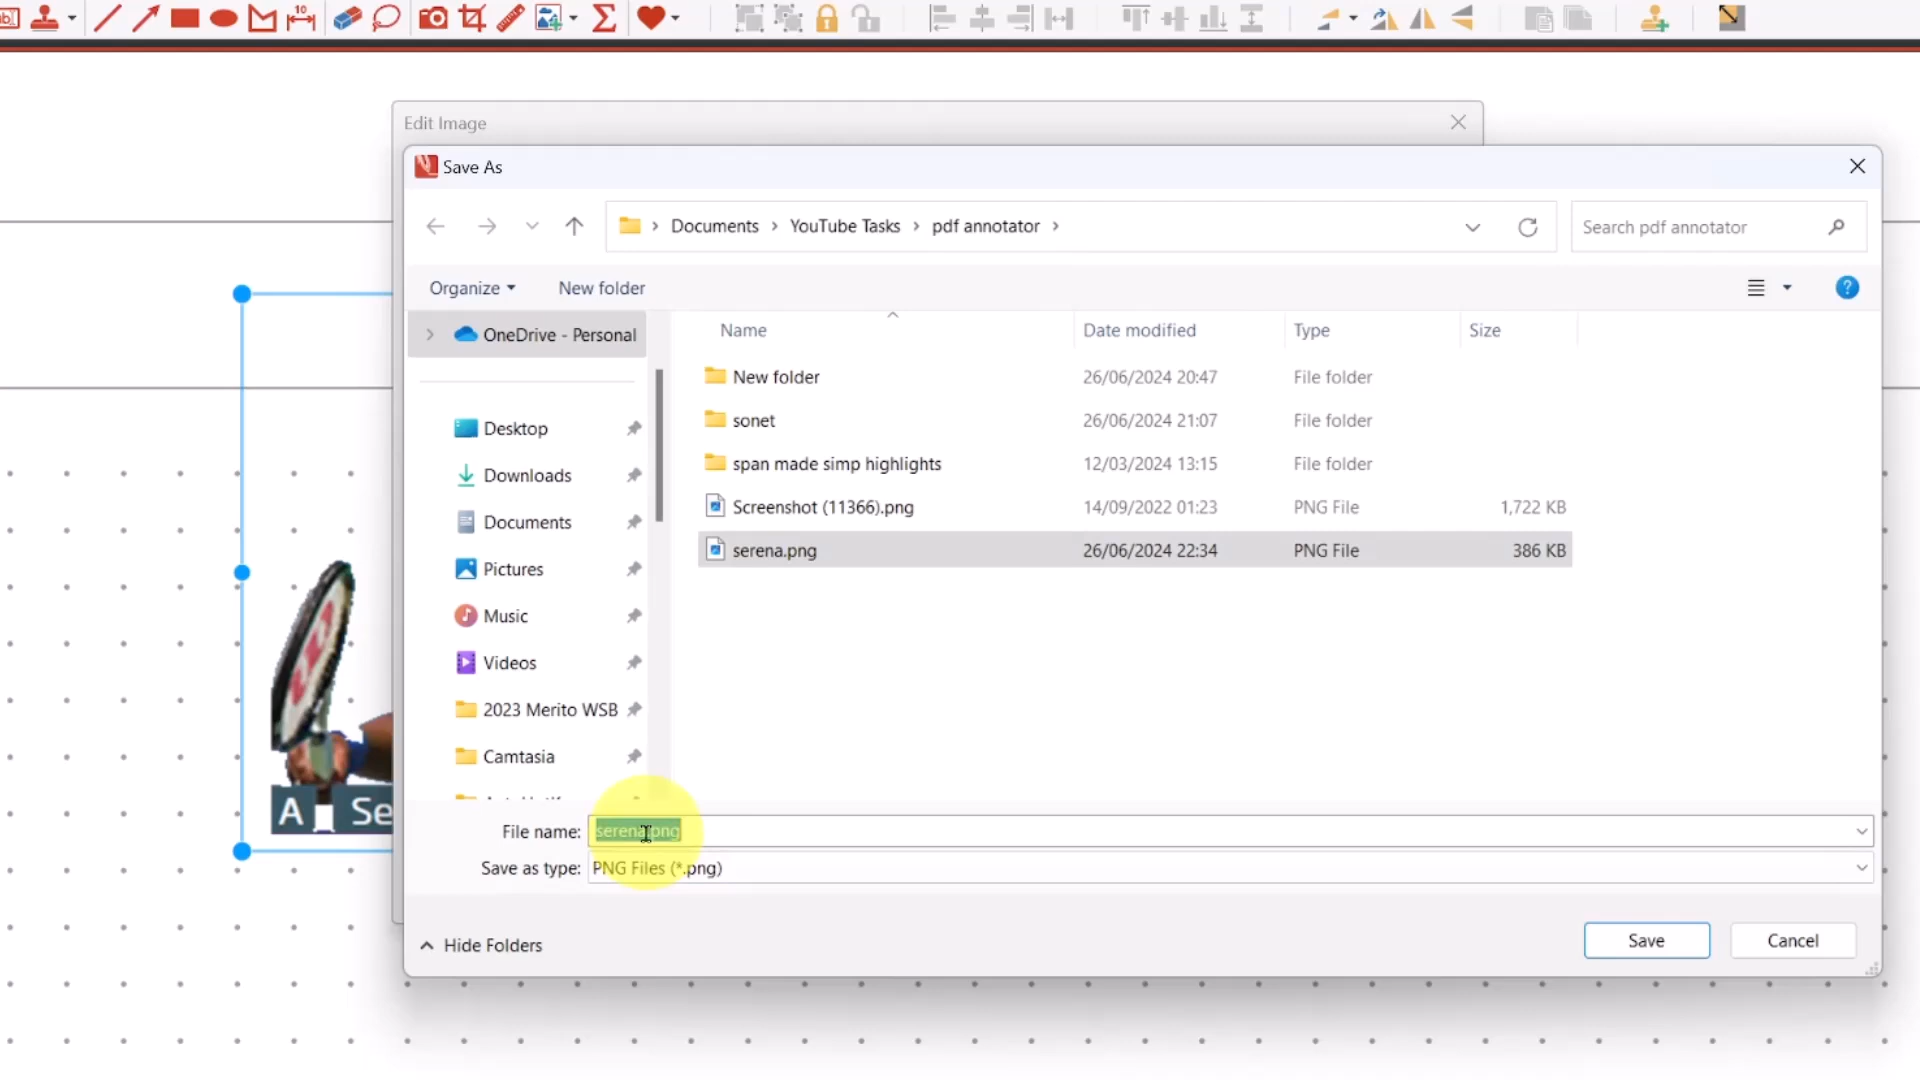 10
Edit Image
Save As
Documents > YouTube Tasks > pdf annotator >
Search pdf annotator
Organize
New folder
?
OneDrive - Personal
Desktop
Downloads
Documents
Pictures
Music
Videos
2023 Merito WSB
Camtasia
Name Date modified Type Size
New folder 26/06/2024 20:47 File folder
sonet 26/06/2024 21:07 File folder
span made simp highlights 12/03/2024 13:15 File folder
Screenshot (11366).png 14/09/2022 01:23 PNG File 1,722 KB
serena.png 26/06/2024 22:34 PNG File 386 KB
A Se
File name: serena.png
Save as type: PNG Files (*.png)
Hide Folders
Save
Cancel